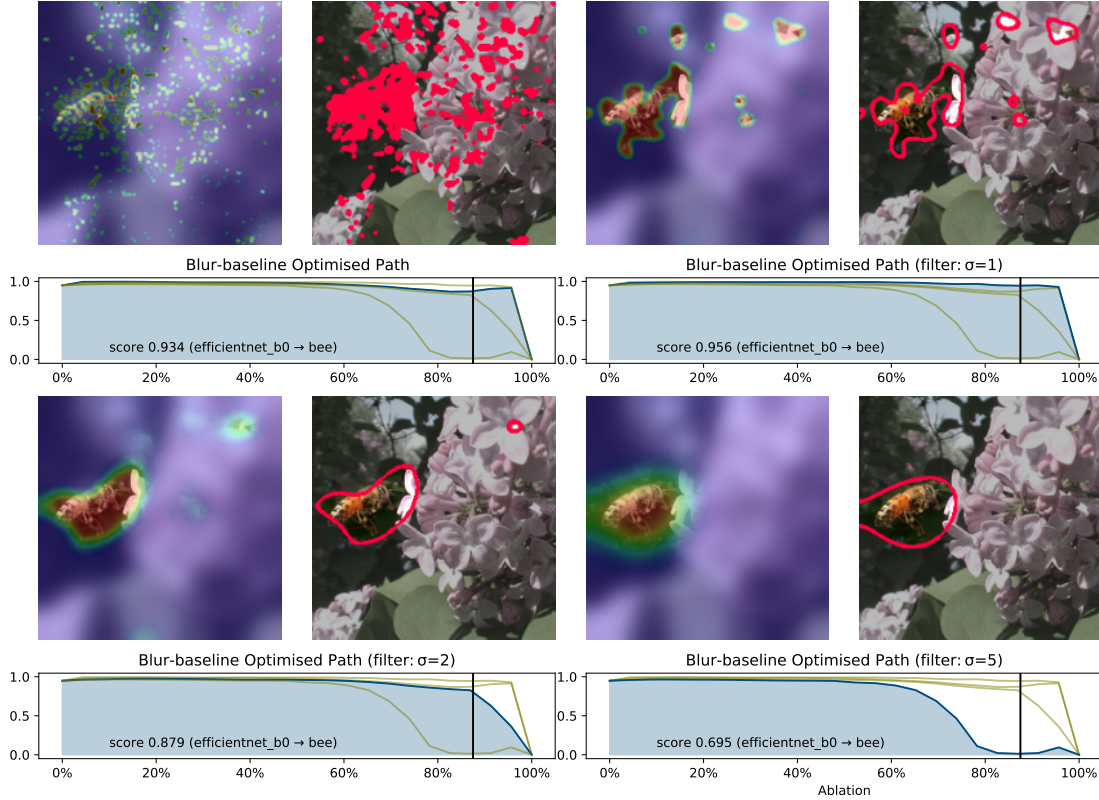 Blur-baseline Optimised Path
Blur-baseline Optimised Path (filter: σ=1)
1.0
0.5
0.0
score 0.934 (efficientnet_b0 → bee)
0% 20% 40% 60% 80% 100%
1.0
0.5
0.0
score 0.956 (efficientnet_b0 → bee)
0% 20% 40% 60% 80% 100%
Blur-baseline Optimised Path (filter: σ=2)
Blur-baseline Optimised Path (filter: σ=5)
1.0
0.5
0.0
score 0.879 (efficientnet_b0 → bee)
0% 20% 40% 60% 80% 100%
1.0
0.5
0.0
score 0.695 (efficientnet_b0 → bee)
0% 20% 40% 60% 80% 100%
Ablation